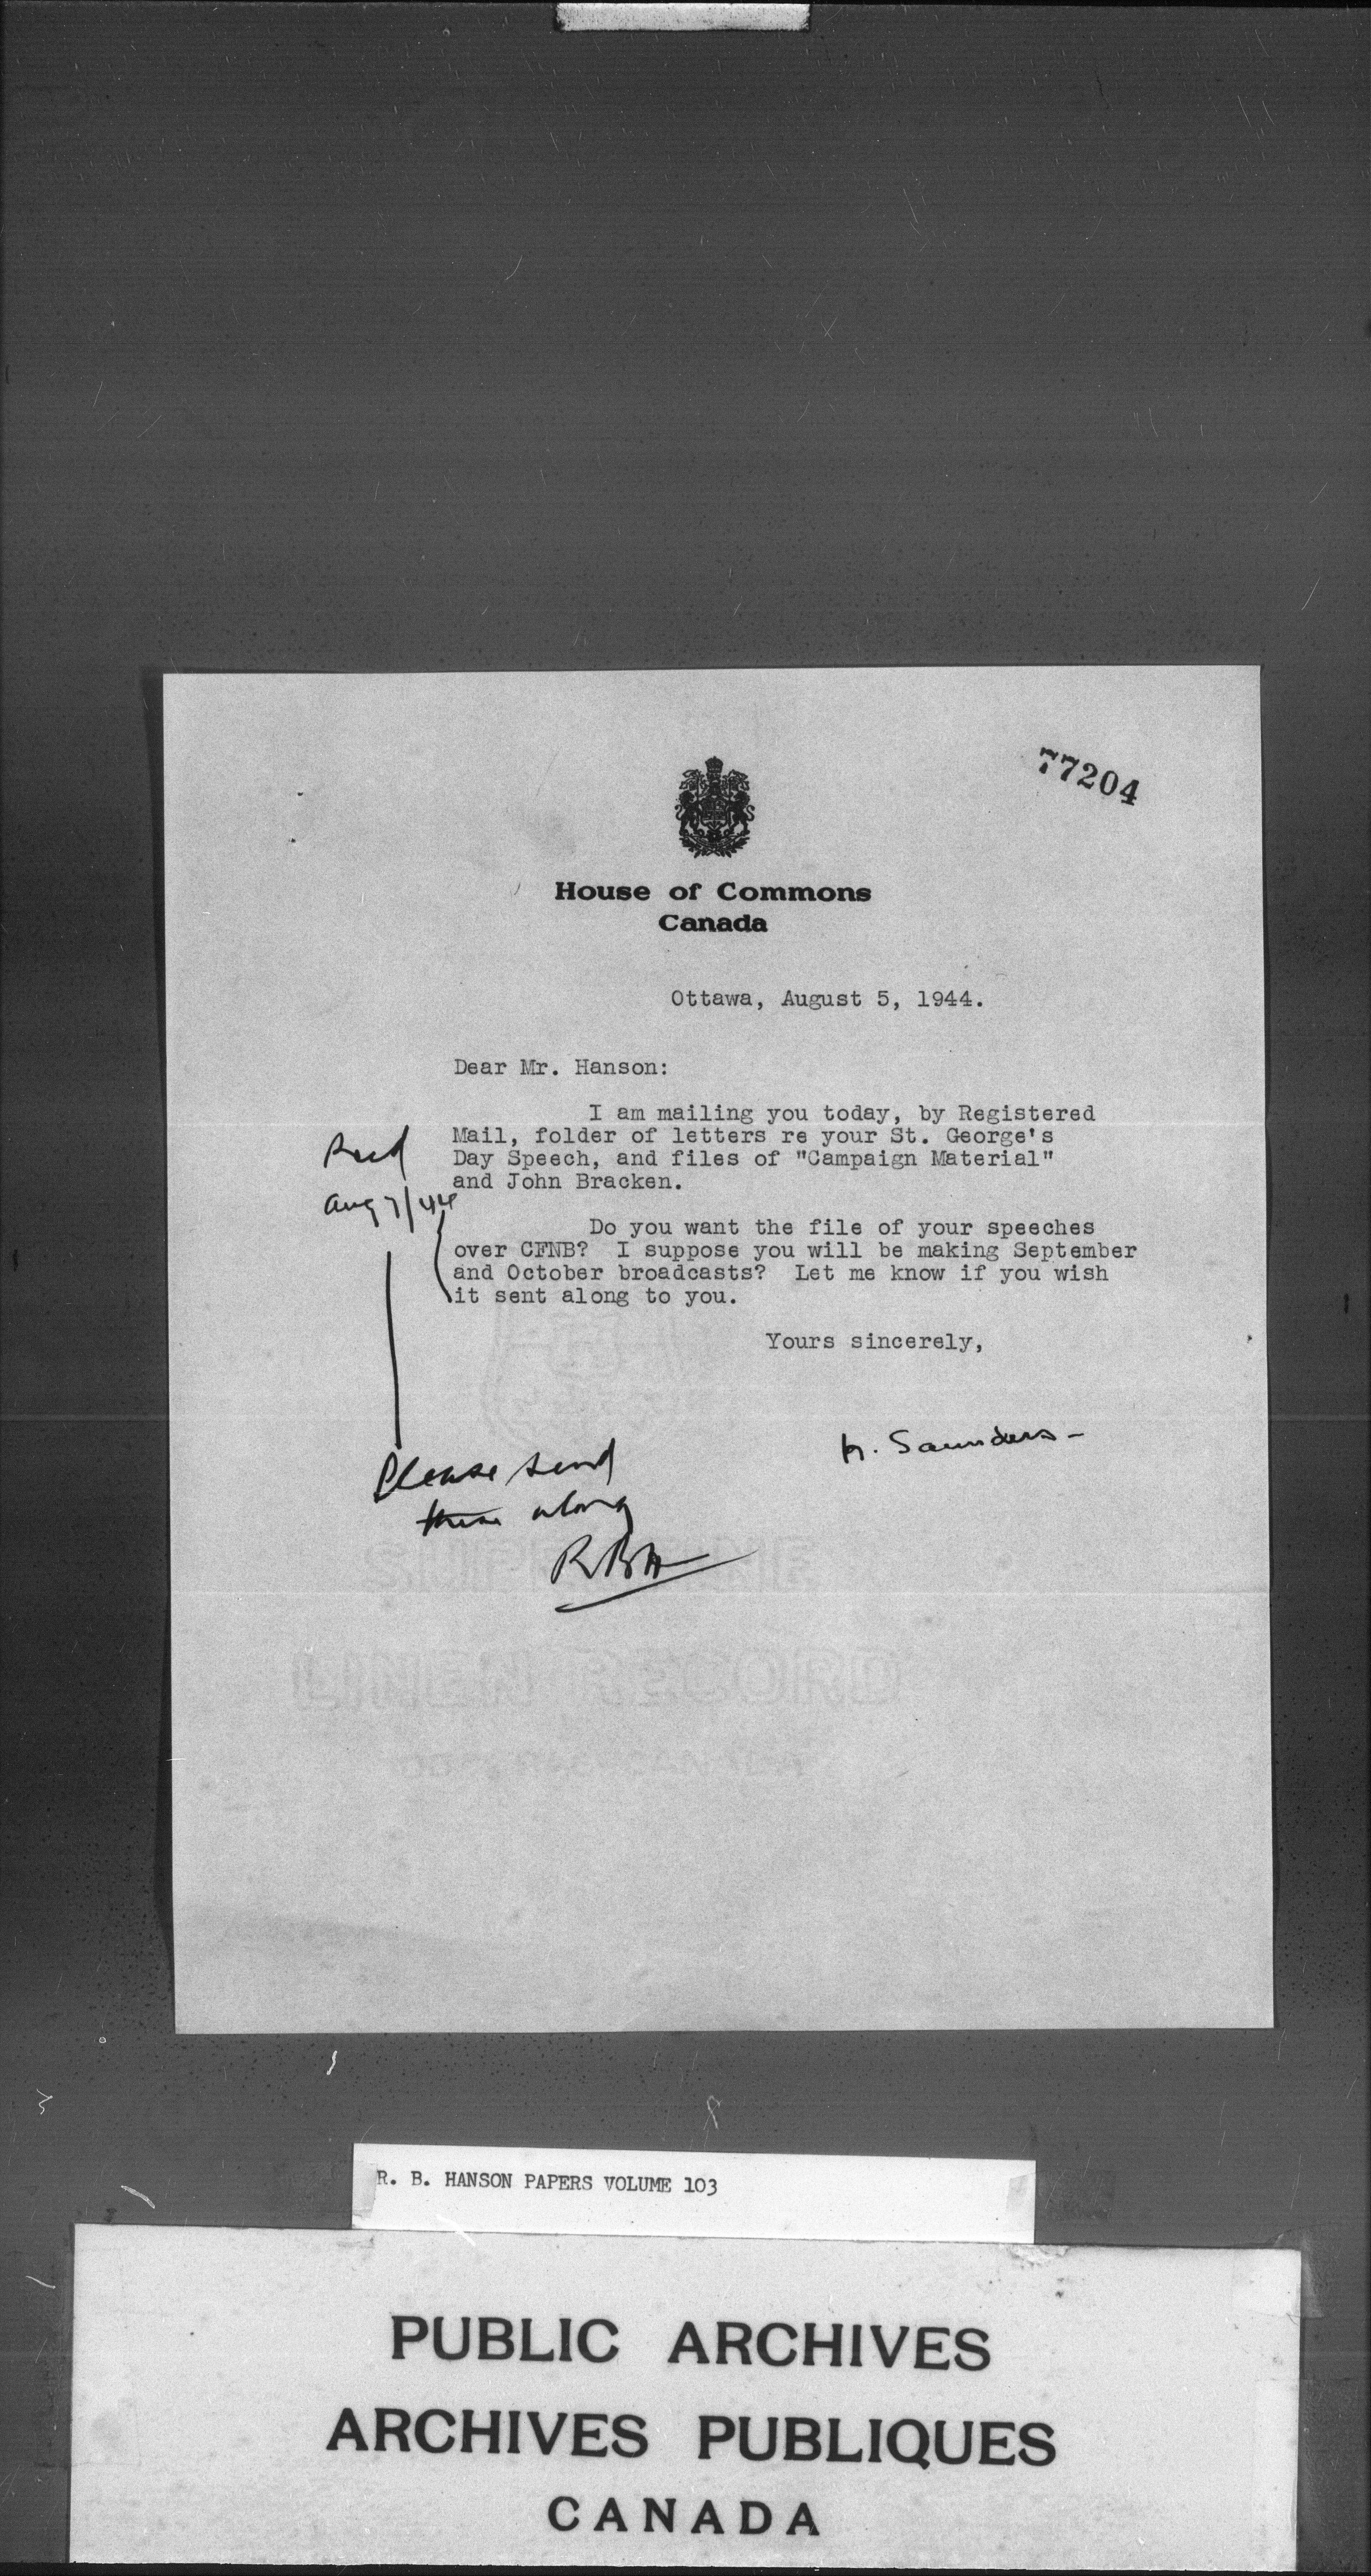 77204
House of Commons
Canada
Ottawa, August 5, 1944.
Dear Mr. Hanson:
I am mailing you today, by Registered
Mail, folder of letters re your St. George's
Day Speech, and files of "Campaign Material"
and John Bracken.
Recd
Aug 7/44
Do you want the file of your speeches
over CFNB? I suppose you will be making September
and October broadcasts? Let me know if you wish
it sent along to you.
Yours sincerely,
Saunders-
Please send
these along
RBH
SUPREME
LINEN RECORD
R. B. HANSON PAPERS VOLUME 103
PUBLIC ARCHIVES
ARCHIVES PUBLIQUES
CANADA